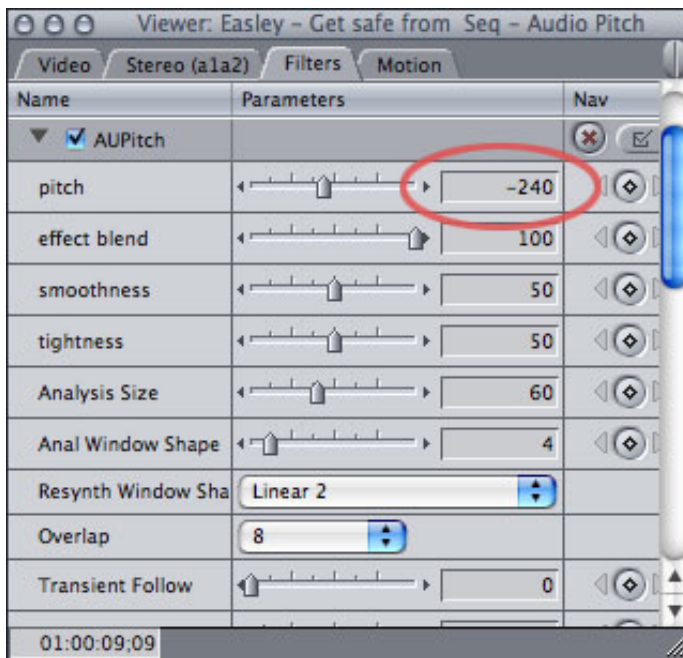 Viewer: Easley – Get safe from Seq – Audio Pitch
Video Stereo (a1a2) Filters Motion
Name Parameters Nav
AUPitch
pitch -240
effect blend 100
smoothness 50
tightness 50
Analysis Size 60
Anal Window Shape 4
Resynth Window Sha Linear 2
Overlap 8
Transient Follow 0
01:00:09;09